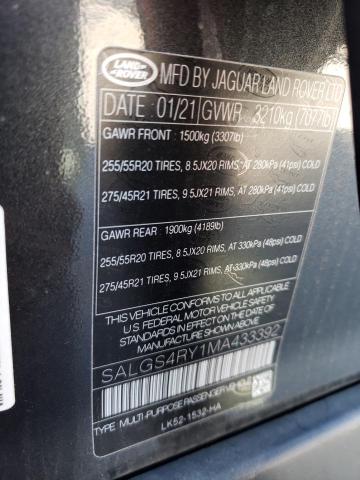 LAND ROVER
MFD BY JAGUAR LAND ROVER LTD
DATE: 01/21 GVWR 3210kg (7077lb)
GAWR FRONT: 1500kg (3307lb)
255/55R20 TIRES, 8.5JX20 RIMS, AT 280kPa (41psi) COLD
275/45R21 TIRES, 9.5JX21 RIMS, AT 280kPa (41psi) COLD
GAWR REAR: 1900kg (4189lb)
255/55R20 TIRES, 8.5JX20 RIMS, AT 330kPa (48psi) COLD
275/45R21 TIRES, 9.5JX21 RIMS, AT 330kPa (48psi) COLD
THIS VEHICLE CONFORMS TO ALL APPLICABLE
U.S. FEDERAL MOTOR VEHICLE SAFETY
STANDARDS IN EFFECT ON THE DATE OF
MANUFACTURE SHOWN ABOVE.
SALGS4RY1MA433392
TYPE: MULTI-PURPOSE PASSENGER VEHICLE
LK52-1532-HA